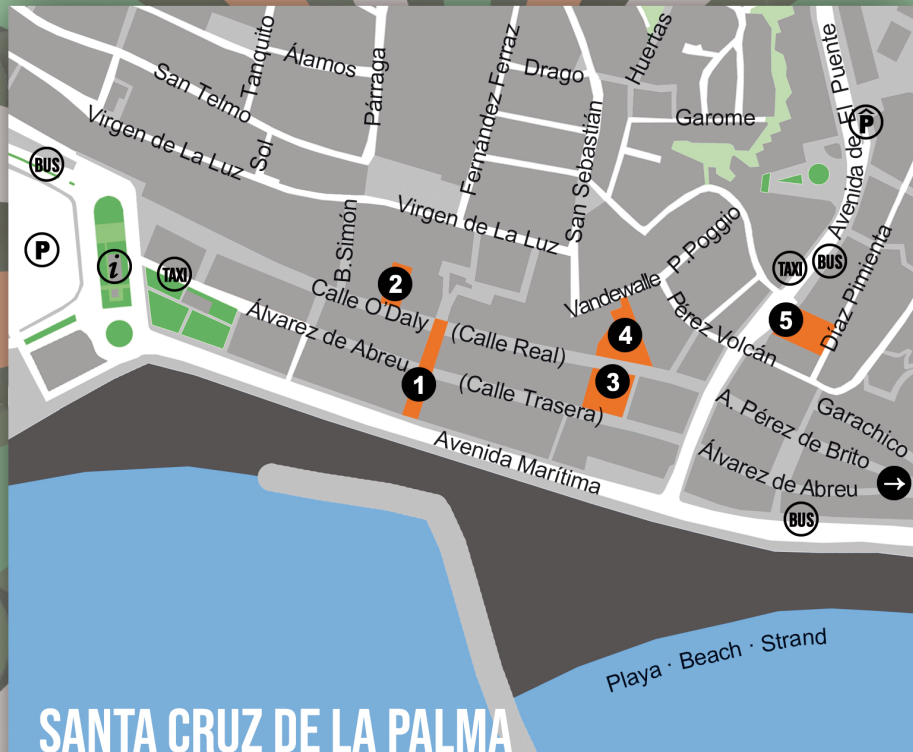 Tanquito
Álamos
Párraga
Fernández Ferraz
Drago
Huertas
Avenida de El Puente
San Telmo
Garome
P
Virgen de La Luz
Sol
San Sebastián
BUS
Virgen de La Luz
P
i
TAXI
B.Simón
2
P.Poggio
TAXI
BUS
Díaz Pimienta
Calle O'Daly
(Calle Real)
Vandewalle
Pérez Volcán
5
4
Álvarez de Abreu
(Calle Trasera)
1
3
A. Pérez de Brito
Garachico
Avenida Marítima
Álvarez de Abreu
→
BUS
Playa · Beach · Strand
SANTA CRUZ DE LA PALMA